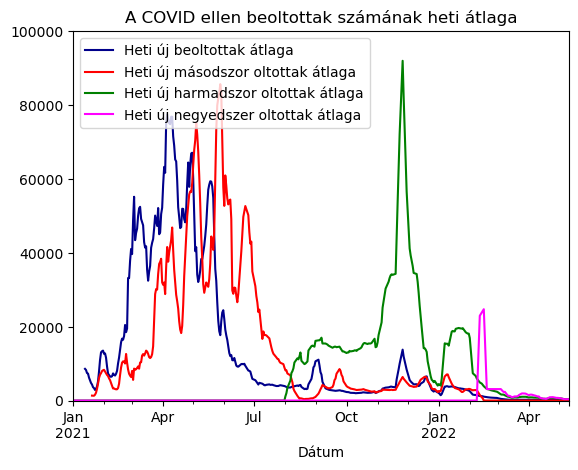 A COVID ellen beoltottak számának heti átlaga
100000
80000
60000
40000
20000
0
Heti új beoltottak átlaga
Heti új másodszor oltottak átlaga
Heti új harmadszor oltottak átlaga
Heti új negyedszer oltottak átlaga
Jan
2021
Apr
Jul
Oct
Jan
2022
Apr
Dátum